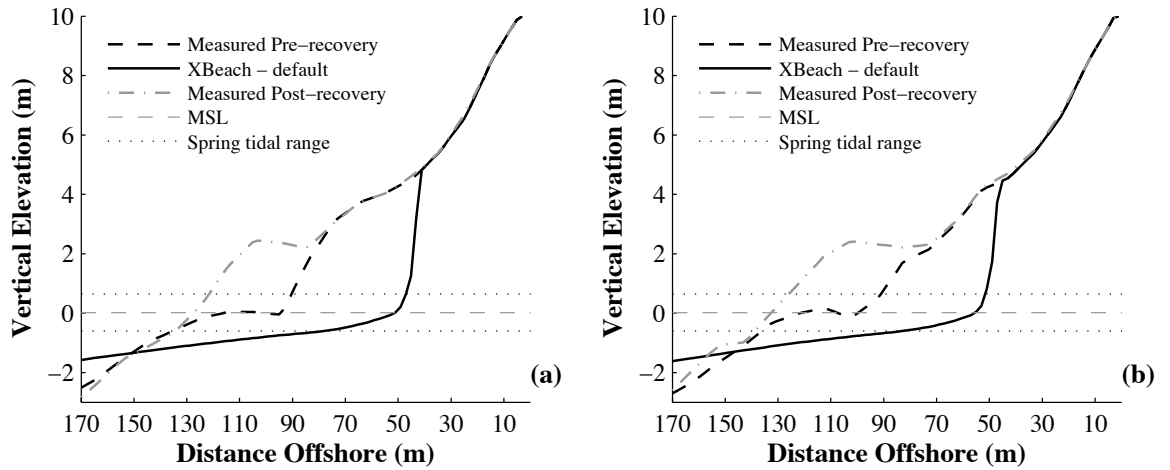 10
8
6
4
2
0
−2
Vertical Elevation (m)
Measured Pre−recovery
XBeach − default
Measured Post−recovery
MSL
Spring tidal range
(a)
170 150 130 110 90 70 50 30 10
Distance Offshore (m)
10
8
6
4
2
0
−2
Vertical Elevation (m)
Measured Pre−recovery
XBeach − default
Measured Post−recovery
MSL
Spring tidal range
(b)
170 150 130 110 90 70 50 30 10
Distance Offshore (m)